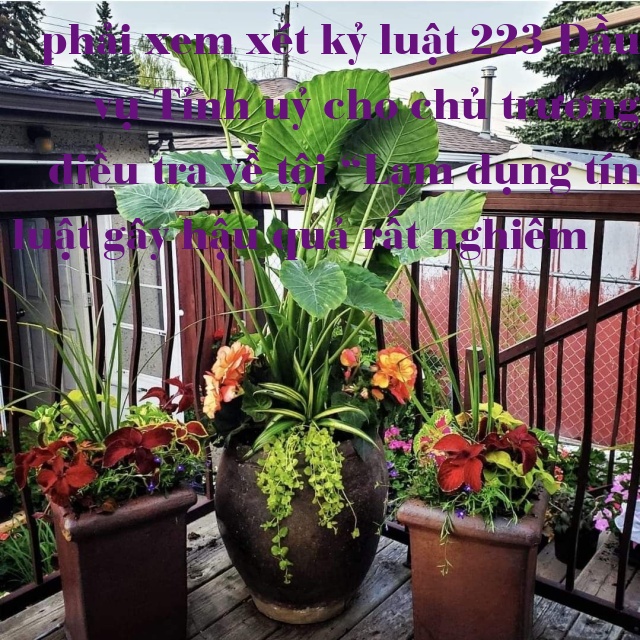 phải xem xét kỷ luật 223 Đầu
vụ Tỉnh uỷ cho chủ trương
điều tra về tội “Lạm dụng tín
luật gây hậu quả rất nghiêm